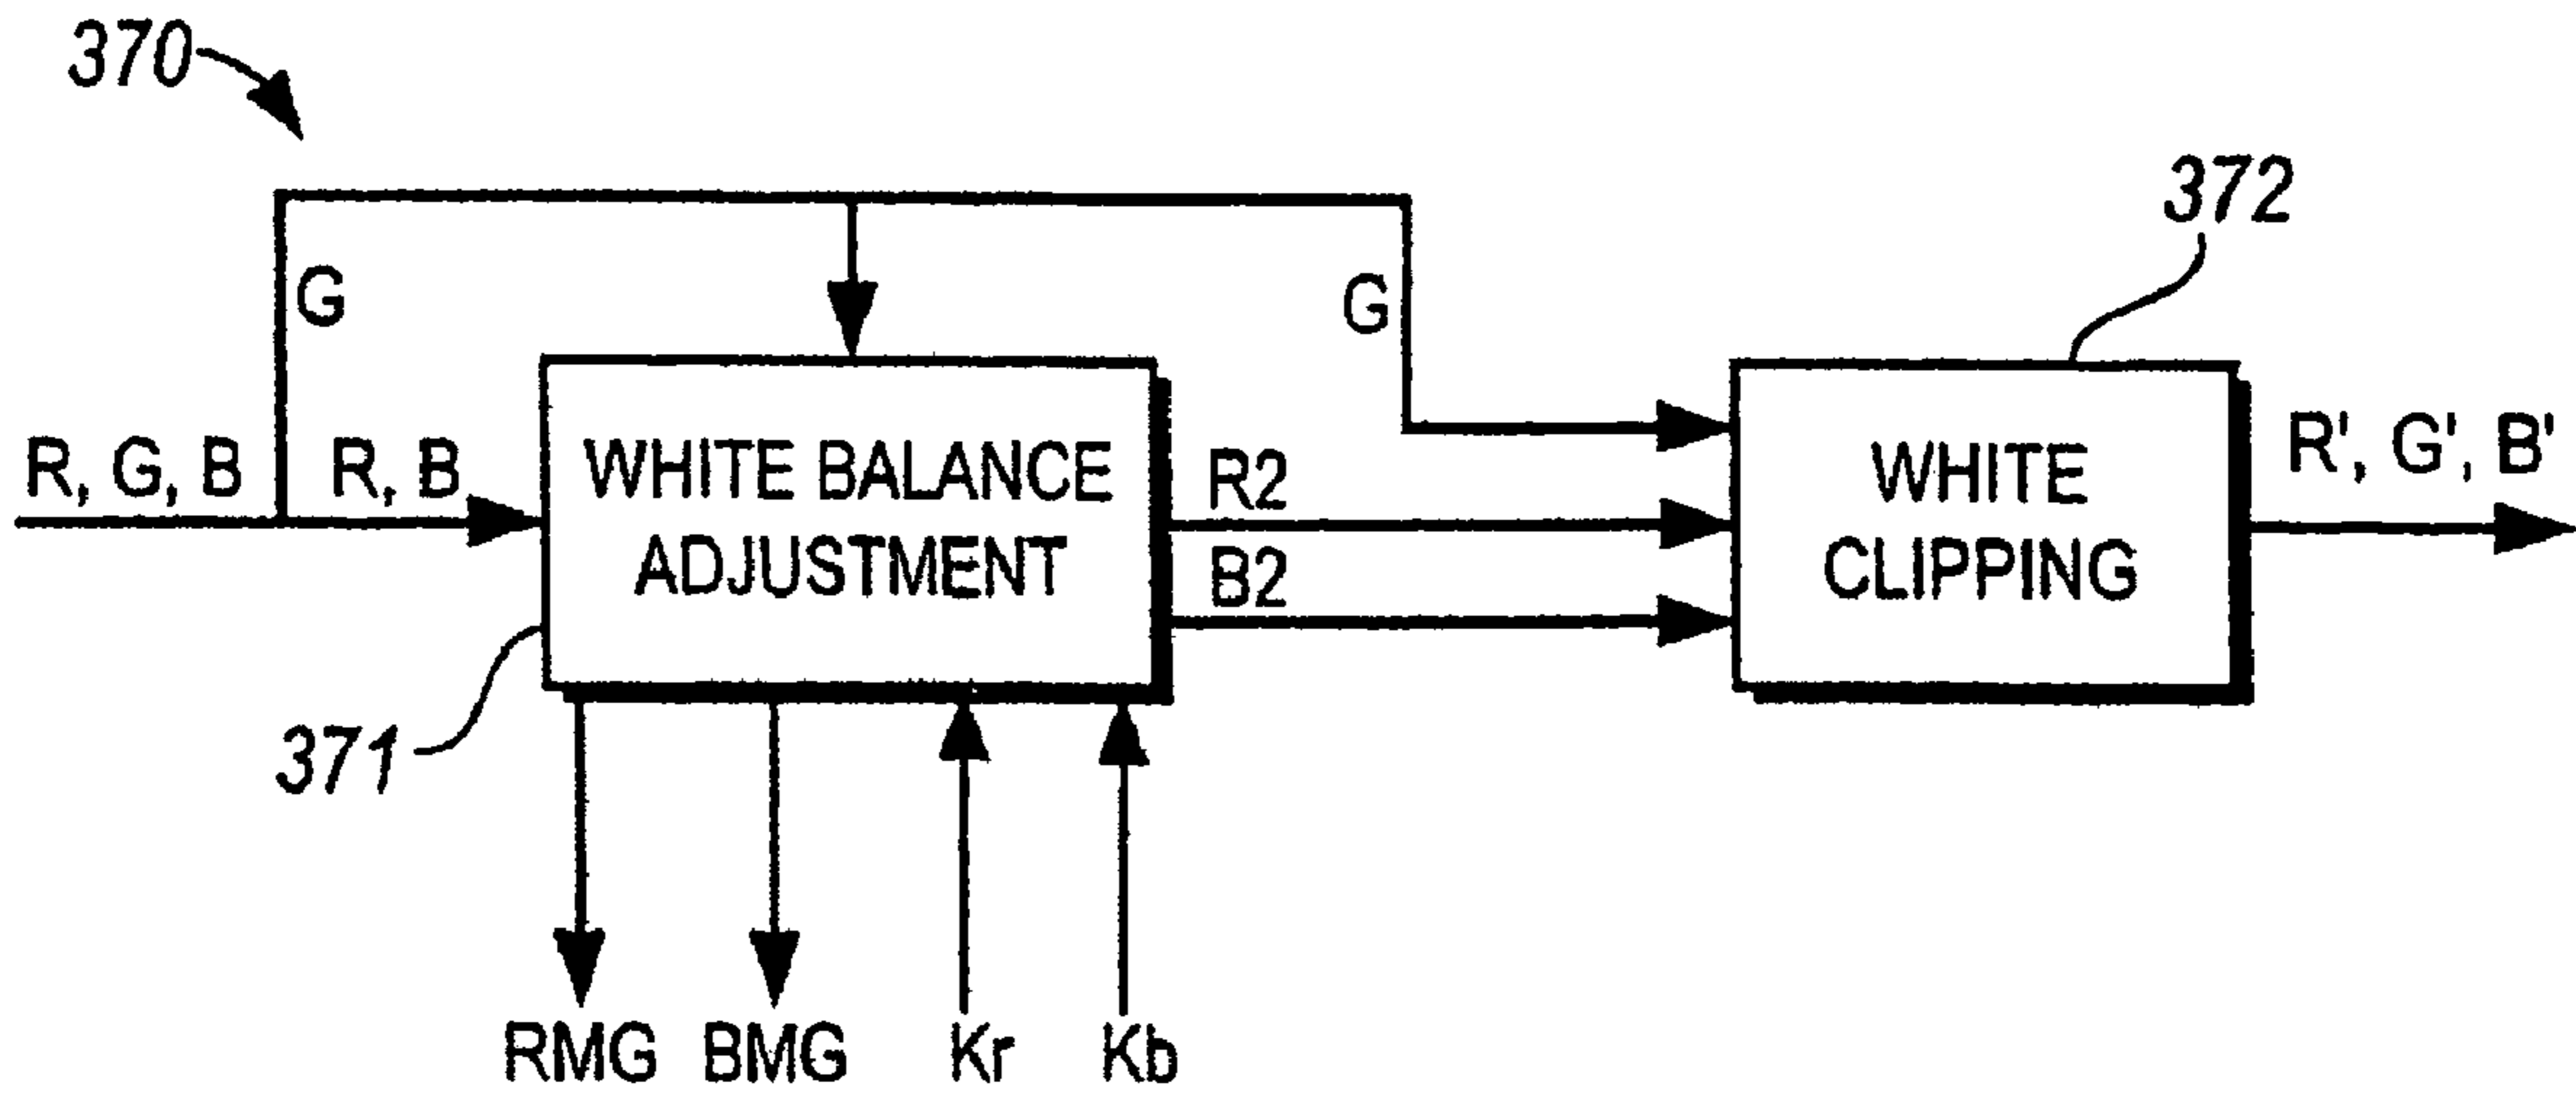 370
372
G
G
R, G, B
R, B
WHITE BALANCE
ADJUSTMENT
R2
B2
WHITE
CLIPPING
R', G', B'
371
RMG
BMG
Kr
Kb